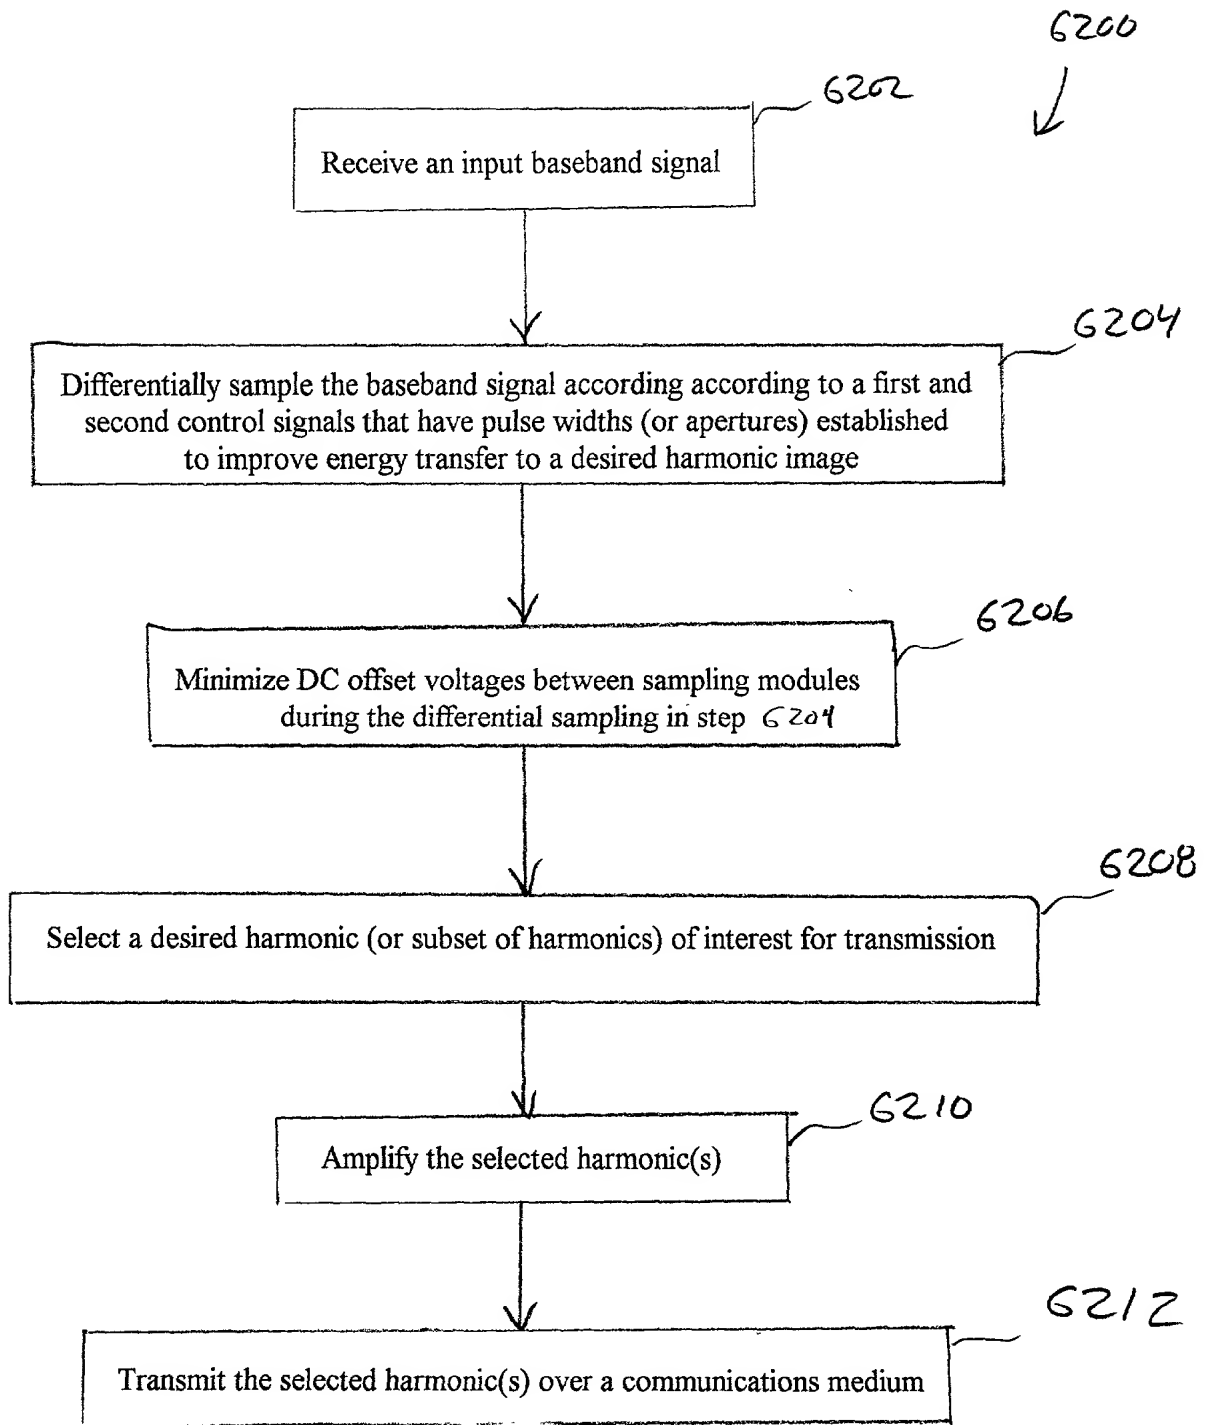 6200
6202
Receive an input baseband signal
6204
Differentially sample the baseband signal according according to a first and
second control signals that have pulse widths (or apertures) established
to improve energy transfer to a desired harmonic image
6206
Minimize DC offset voltages between sampling modules
during the differential sampling in step 6204
6208
Select a desired harmonic (or subset of harmonics) of interest for transmission
6210
Amplify the selected harmonic(s)
6212
Transmit the selected harmonic(s) over a communications medium